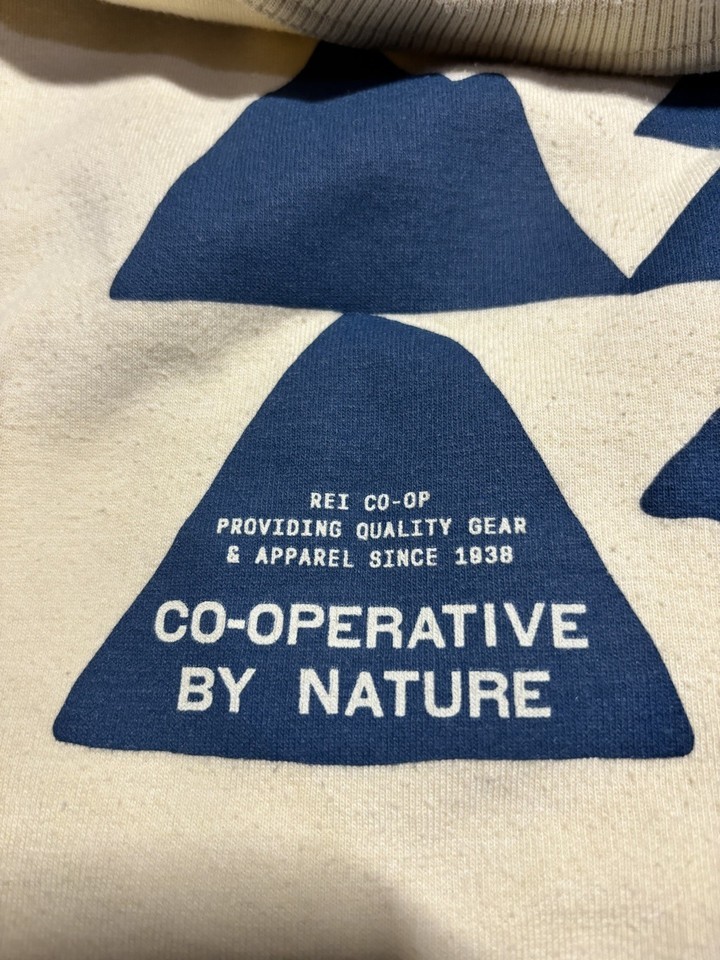 REI CO-OP
PROVIDING QUALITY GEAR
& APPAREL SINCE 1938
CO-OPERATIVE
BY NATURE